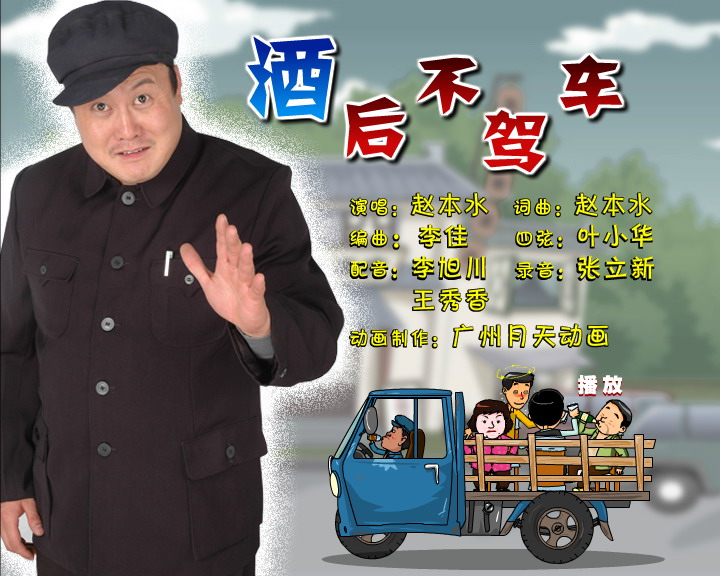 酒后不驾车
演唱：赵本水 词曲：赵本水
编曲：李佳 四弦：叶小华
配音：李旭川 录音：张立新
王秀香
动画制作：广州月天动画
播放